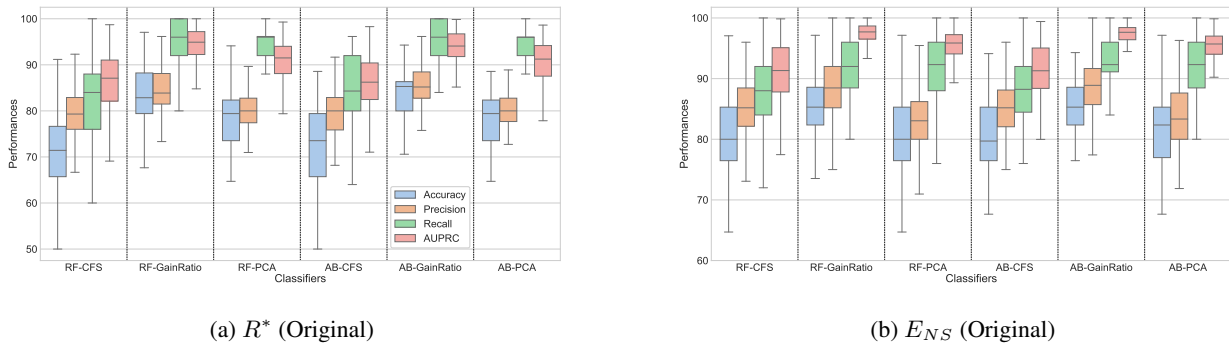 100
90
80
70
60
50
Performances
Accuracy
Precision
Recall
AUPRC
RF-CFS RF-GainRatio RF-PCA AB-CFS AB-GainRatio AB-PCA
Classifiers
(a) R* (Original)
100
90
80
70
60
Performances
RF-CFS RF-GainRatio RF-PCA AB-CFS AB-GainRatio AB-PCA
Classifiers
(b) E_NS (Original)